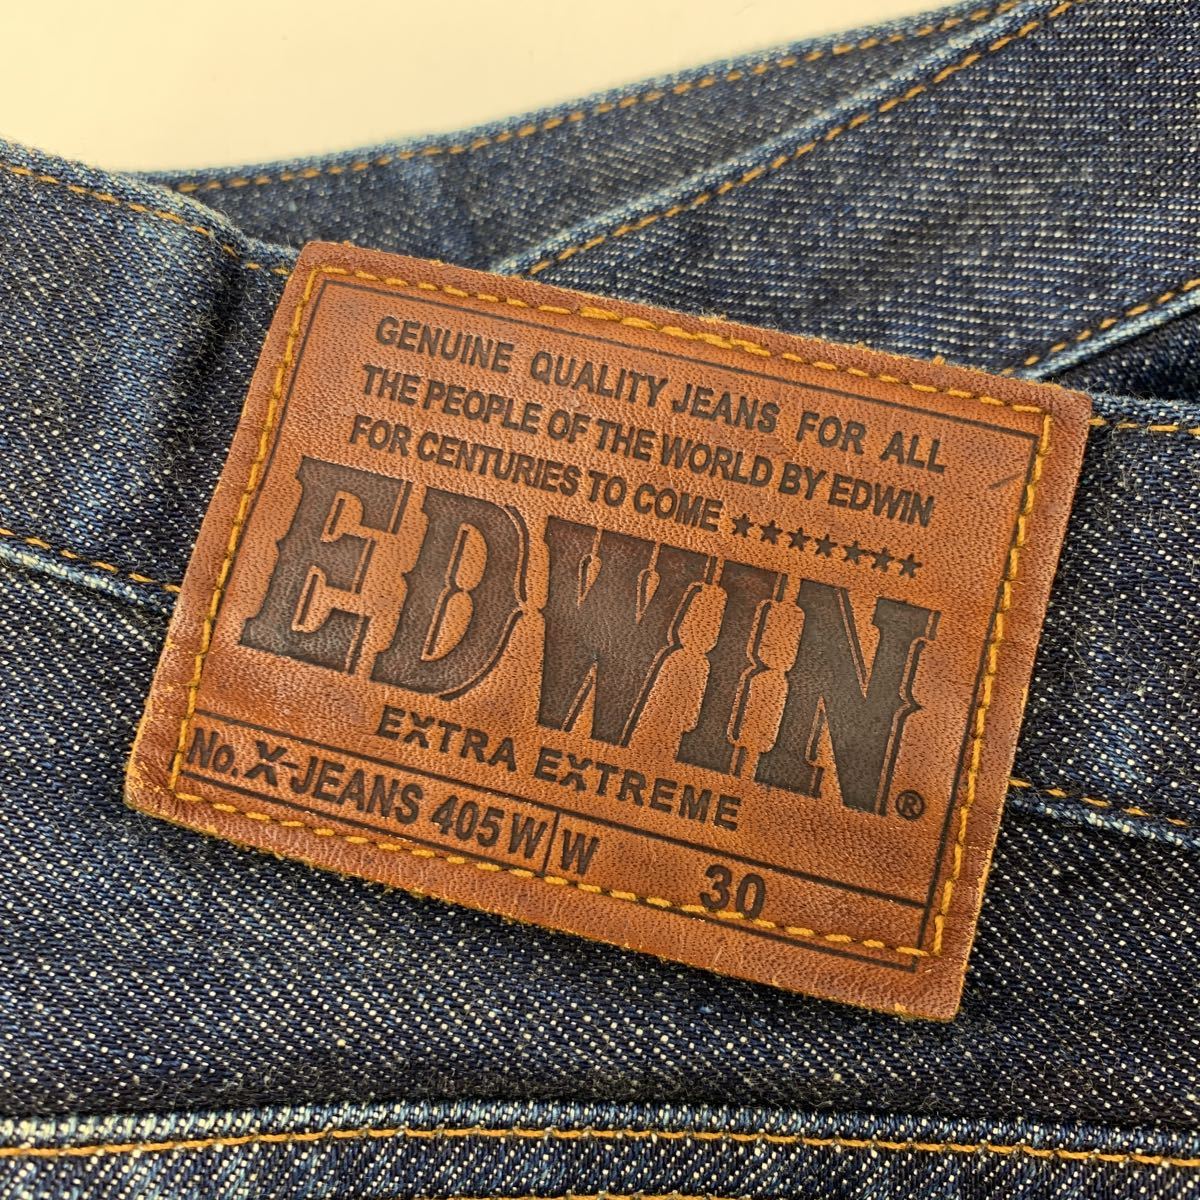 GENUINE QUALITY JEANS FOR ALL
THE PEOPLE OF THE WORLD BY EDWIN
FOR CENTURIES TO COME ★★★★★★★
EDWIN®
EXTRA EXTREME
No. X-JEANS 405W W 30